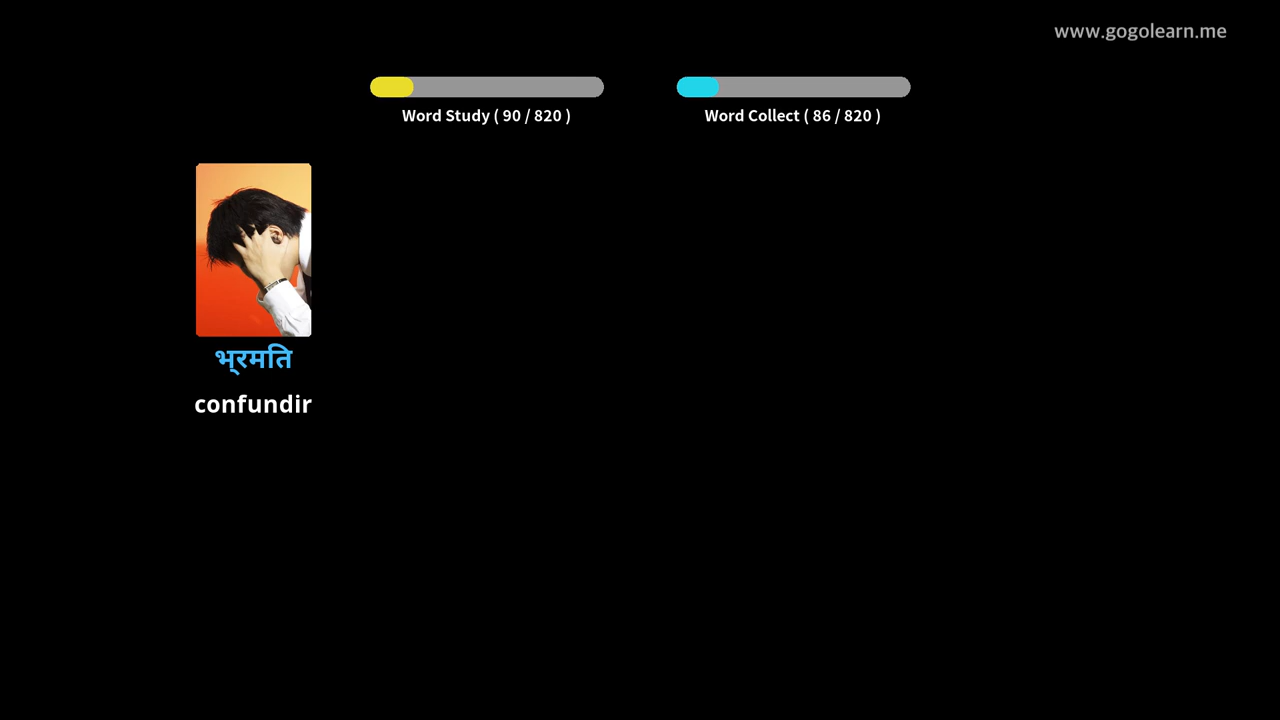 www.gogolearn.me
Word Study ( 90 / 820 )
Word Collect ( 86 / 820 )
भ्रमति
confundir